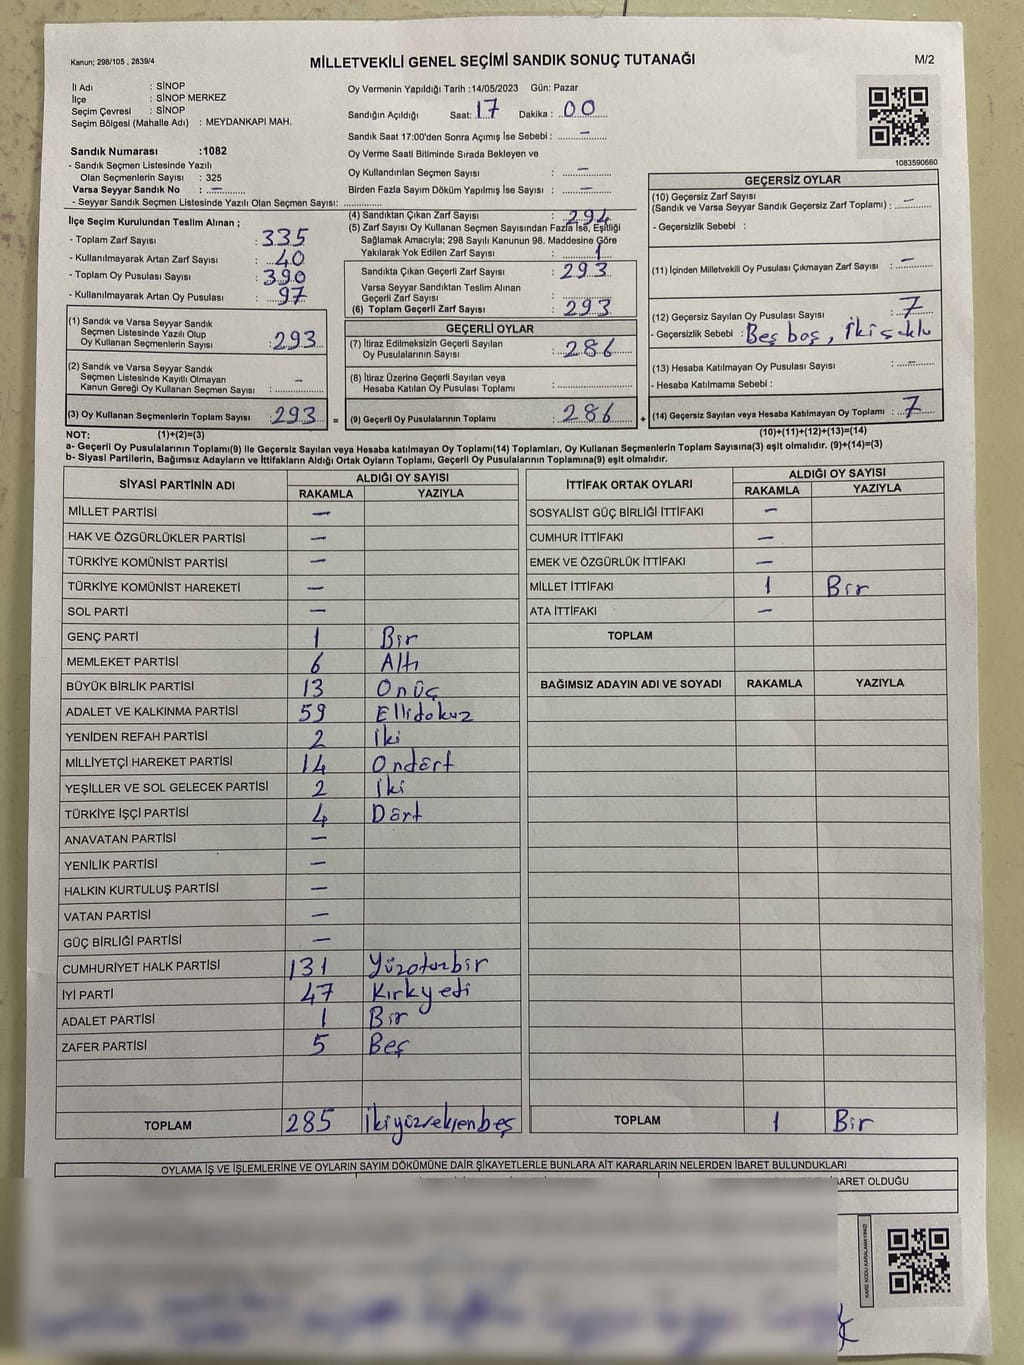 Kanun; 298/105 , 2839/4
MİLLETVEKİLİ GENEL SEÇİMİ SANDIK SONUÇ TUTANAĞI
M/2
İl Adı : SİNOP
İlçe : SİNOP MERKEZ
Seçim Çevresi : SİNOP
Seçim Bölgesi (Mahalle Adı) : MEYDANKAPI MAH.
Sandık Numarası :1082
- Sandık Seçmen Listesinde Yazılı
Olan Seçmenlerin Sayısı : 325
Varsa Seyyar Sandık No : —
- Seyyar Sandık Seçmen Listesinde Yazılı Olan Seçmen Sayısı: ..............
Oy Vermenin Yapıldığı Tarih :14/05/2023 Gün: Pazar
Sandığın Açıldığı Saat: 17 Dakika : 00
Sandık Saat 17:00'den Sonra Açımış İse Sebebi : —
Oy Verme Saati Bitiminde Sırada Bekleyen ve
Oy Kullandırılan Seçmen Sayısı : —
Birden Fazla Sayım Döküm Yapılmış İse Sayısı : —
1083590660
İlçe Seçim Kurulundan Teslim Alınan ;
- Toplam Zarf Sayısı : 335
- Kullanılmayarak Artan Zarf Sayısı : 40
- Toplam Oy Pusulası Sayısı : 390
- Kullanılmayarak Artan Oy Pusulası : 97
(1) Sandık ve Varsa Seyyar Sandık
Seçmen Listesinde Yazılı Olup
Oy Kullanan Seçmenlerin Sayısı : 293
(2) Sandık ve Varsa Seyyar Sandık
Seçmen Listesinde Kayıtlı Olmayan
Kanun Gereği Oy Kullanan Seçmen Sayısı : —
(3) Oy Kullanan Seçmenlerin Toplam Sayısı : 293 =
(4) Sandıktan Çıkan Zarf Sayısı : 294
(5) Zarf Sayısı Oy Kullanan Seçmen Sayısından Fazla İse, Eşitliği
Sağlamak Amacıyla; 298 Sayılı Kanunun 98. Maddesine Göre
Yakılarak Yok Edilen Zarf Sayısı : 1
Sandıkta Çıkan Geçerli Zarf Sayısı : 293
Varsa Seyyar Sandıktan Teslim Alınan
Geçerli Zarf Sayısı :
(6) Toplam Geçerli Zarf Sayısı : 293
GEÇERLİ OYLAR
(7) İtiraz Edilmeksizin Geçerli Sayılan
Oy Pusulalarının Sayısı : 286
(8) İtiraz Üzerine Geçerli Sayılan veya
Hesaba Katılan Oy Pusulası Toplamı :
(9) Geçerli Oy Pusulalarının Toplamı : 286 +
GEÇERSİZ OYLAR
(10) Geçersiz Zarf Sayısı
(Sandık ve Varsa Seyyar Sandık Geçersiz Zarf Toplamı) : —
- Geçersizlik Sebebi :
(11) İçinden Milletvekili Oy Pusulası Çıkmayan Zarf Sayısı : —
(12) Geçersiz Sayılan Oy Pusulası Sayısı : 7
- Geçersizlik Sebebi : Beş boş, İki şıklı
(13) Hesaba Katılmayan Oy Pusulası Sayısı : —
- Hesaba Katılmama Sebebi :
(14) Geçersiz Sayılan veya Hesaba Katılmayan Oy Toplamı : 7
NOT: (1)+(2)=(3)
(10)+(11)+(12)+(13)=(14)
a- Geçerli Oy Pusulalarının Toplamı(9) ile Geçersiz Sayılan veya Hesaba katılmayan Oy Toplamı(14) Toplamları, Oy Kullanan Seçmenlerin Toplam Sayısına(3) eşit olmalıdır. (9)+(14)=(3)
b- Siyasi Partilerin, Bağımsız Adayların ve İttifakların Aldığı Ortak Oyların Toplamı, Geçerli Oy Pusulalarının Toplamına(9) eşit olmalıdır.
SİYASİ PARTİNİN ADI
ALDIĞI OY SAYISI
RAKAMLA YAZIYLA
MİLLET PARTİSİ —
HAK VE ÖZGÜRLÜKLER PARTİSİ —
TÜRKİYE KOMÜNİST PARTİSİ —
TÜRKİYE KOMÜNİST HAREKETİ —
SOL PARTİ —
GENÇ PARTİ 1 Bir
MEMLEKET PARTİSİ 6 Altı
BÜYÜK BİRLİK PARTİSİ 13 Onüç
ADALET VE KALKINMA PARTİSİ 59 Ellidokuz
YENİDEN REFAH PARTİSİ 2 İki
MİLLİYETÇİ HAREKET PARTİSİ 14 Ondört
YEŞİLLER VE SOL GELECEK PARTİSİ 2 İki
TÜRKİYE İŞÇİ PARTİSİ 4 Dört
ANAVATAN PARTİSİ —
YENİLİK PARTİSİ —
HALKIN KURTULUŞ PARTİSİ —
VATAN PARTİSİ —
GÜÇ BİRLİĞİ PARTİSİ —
CUMHURİYET HALK PARTİSİ 131 Yüzotuzbir
İYİ PARTİ 47 Kırkyedi
ADALET PARTİSİ 1 Bir
ZAFER PARTİSİ 5 Beş
TOPLAM 285 İkiyüzseksenbeş
İTTİFAK ORTAK OYLARI
ALDIĞI OY SAYISI
RAKAMLA YAZIYLA
SOSYALİST GÜÇ BİRLİĞİ İTTİFAKI —
CUMHUR İTTİFAKI —
EMEK VE ÖZGÜRLÜK İTTİFAKI —
MİLLET İTTİFAKI 1 Bir
ATA İTTİFAKI —
TOPLAM
BAĞIMSIZ ADAYIN ADI VE SOYADI RAKAMLA YAZIYLA
TOPLAM 1 Bir
OYLAMA İŞ VE İŞLEMLERİNE VE OYLARIN SAYIM DÖKÜMÜNE DAİR ŞİKAYETLERLE BUNLARA AİT KARARLARIN NELERDEN İBARET BULUNDUKLARI
BARET OLDUĞU
KARE KODU KARALAMAYINIZ!